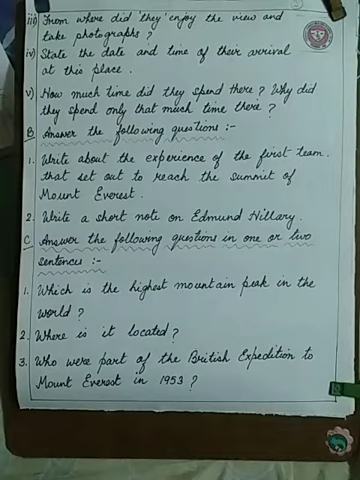 iii) From where did 'they' enjoy the view and
take photographs?
iv) State the date and time of their arrival
at this place.
v) How much time did they spend there? Why did
they spend only that much time there?
B Answer the following questions :-
1. Write about the experience of the first team
that set out to reach the summit of
Mount Everest.
2. Write a short note on Edmund Hillary.
C Answer the following questions in one or two
sentences :-
1. Which is the highest mountain peak in the
world?
2. Where is it located?
3. Who were part of the British Expedition to
Mount Everest in 1953?